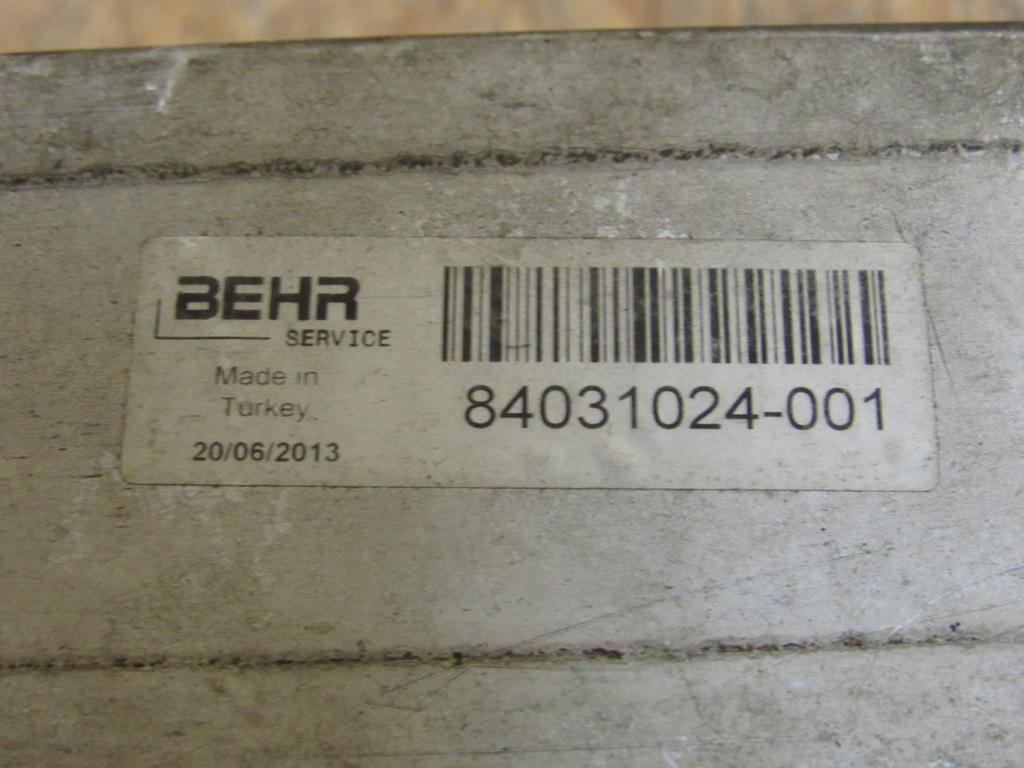 BEHR
SERVICE
Made in
Turkey
20/06/2013
84031024-001